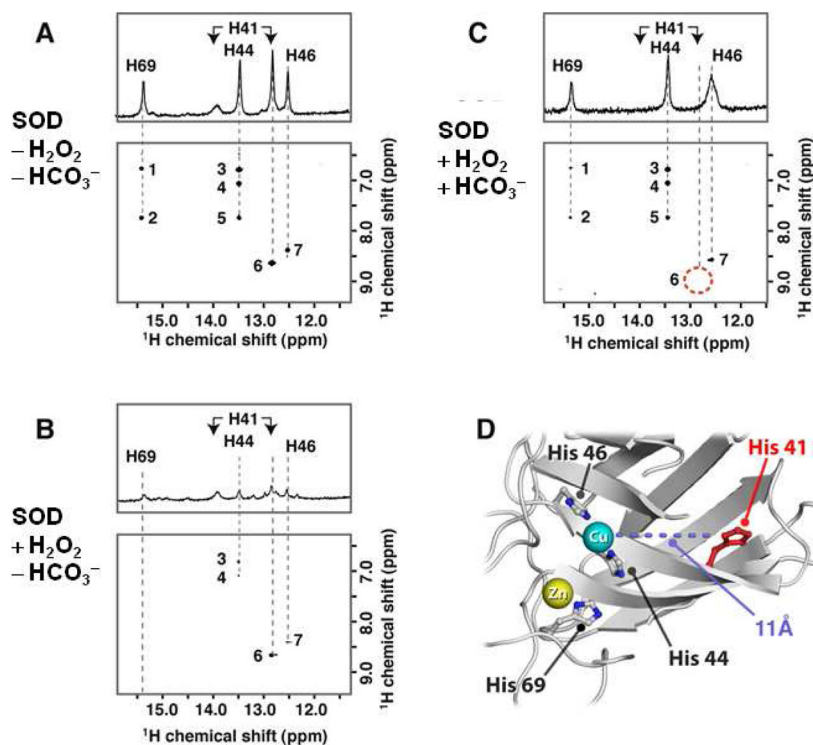 A
H41
H69
H44
H46
SOD
–H₂O₂
–HCO₃⁻
1
2
3
4
5
6
7
7.0
8.0
9.0
¹H chemical shift (ppm)
15.0 14.0 13.0 12.0
¹H chemical shift (ppm)
C
H41
H69
H44
H46
SOD
+H₂O₂
+HCO₃⁻
1
2
3
4
5
6
7
7.0
8.0
9.0
¹H chemical shift (ppm)
15.0 14.0 13.0 12.0
¹H chemical shift (ppm)
B
H41
H69
H44
H46
SOD
+H₂O₂
–HCO₃⁻
3
4
6
7
7.0
8.0
9.0
¹H chemical shift (ppm)
15.0 14.0 13.0 12.0
¹H chemical shift (ppm)
D
His 46
His 41
Cu
Zn
11Å
His 44
His 69